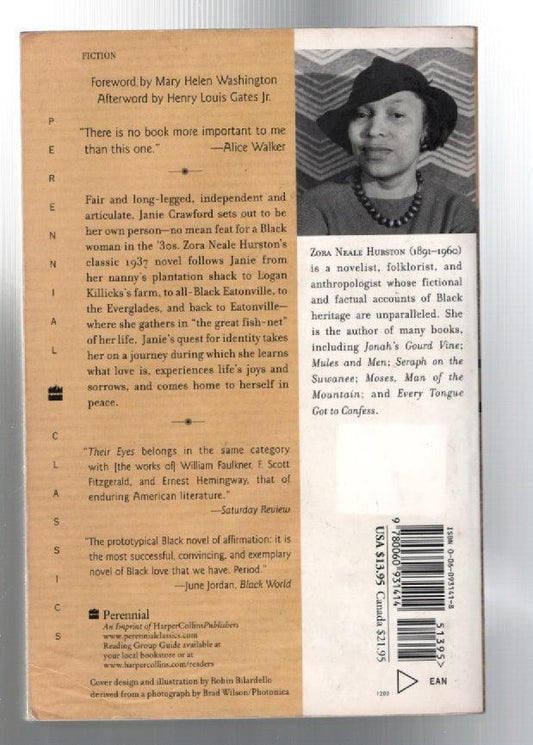 FICTION
Foreword by Mary Helen Washington
Afterword by Henry Louis Gates Jr.
"There is no book more important to me
than this one." —Alice Walker
Fair and long-legged, independent and
articulate, Janie Crawford sets out to be
her own person—no mean feat for a Black
woman in the '30s. Zora Neale Hurston's
classic 1937 novel follows Janie from
her nanny's plantation shack to Logan
Killicks's farm, to all-Black Eatonville, to
the Everglades, and back to Eatonville—
where she gathers in "the great fish-net"
of her life. Janie's quest for identity takes
her on a journey during which she learns
what love is, experiences life's joys and
sorrows, and comes home to herself in
peace.
"Their Eyes belongs in the same category
with [the works of] William Faulkner, F. Scott
Fitzgerald, and Ernest Hemingway, that of
enduring American literature."
—Saturday Review
"The prototypical Black novel of affirmation: it is
the most successful, convincing, and exemplary
novel of Black love that we have. Period."
—June Jordan, Black World
Perennial
An Imprint of HarperCollinsPublishers
www.perennialclassics.com
Reading Group Guide available at
your local bookstore or at
www.harpercollins.com/readers
Cover design and illustration by Robin Bilardello
derived from a photograph by Brad Wilson/Photonica
PERENNIAL
CLASSICS
ZORA NEALE HURSTON (1891–1960)
is a novelist, folklorist, and
anthropologist whose fictional
and factual accounts of Black
heritage are unparalleled. She
is the author of many books,
including Jonah's Gourd Vine;
Mules and Men; Seraph on the
Suwanee; Moses, Man of the
Mountain; and Every Tongue
Got to Confess.
ISBN 0-06-093141-8
9 780060 931414
51395>
USA $13.95 Canada $21.95
EAN
1203